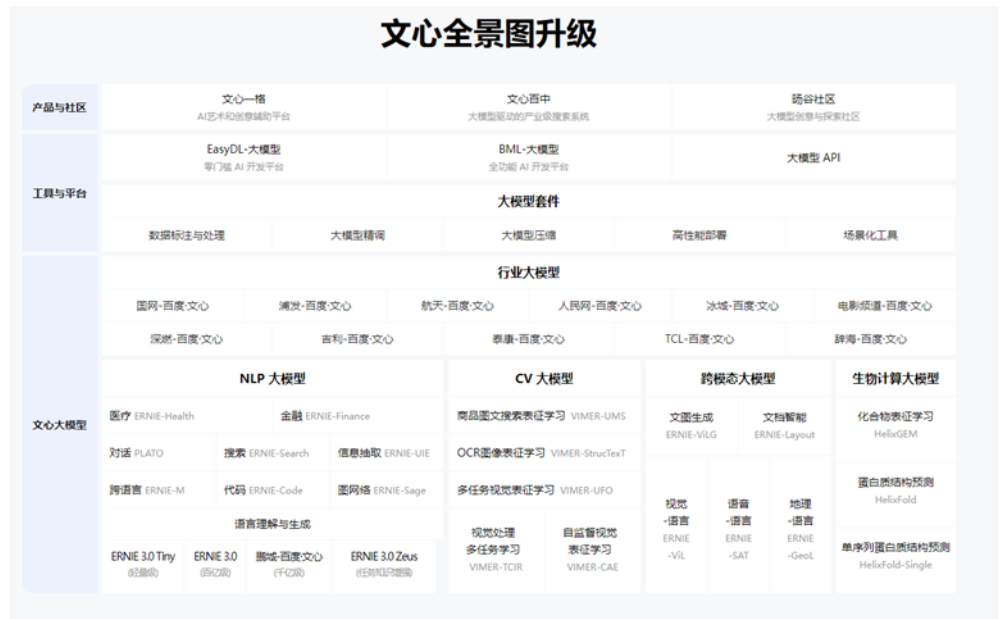 文心全景图升级
产品与社区
文心一格
AI艺术和创意辅助平台
文心百中
大模型驱动的产业级搜索系统
旸谷社区
大模型创意与探索社区
工具与平台
EasyDL-大模型
零门槛 AI 开发平台
BML-大模型
全功能 AI 开发平台
大模型 API
大模型套件
数据标注与处理
大模型精调
大模型压缩
高性能部署
场景化工具
文心大模型
行业大模型
国网-百度·文心
浦发-百度·文心
航天-百度·文心
人民网-百度·文心
冰城-百度·文心
电影频道-百度·文心
深燃-百度·文心
吉利-百度·文心
泰康-百度·文心
TCL-百度·文心
辞海-百度·文心
NLP 大模型
医疗 ERNIE-Health
金融 ERNIE-Finance
对话 PLATO
搜索 ERNIE-Search
信息抽取 ERNIE-UIE
跨语言 ERNIE-M
代码 ERNIE-Code
图网络 ERNIE-Sage
语言理解与生成
ERNIE 3.0 Tiny
(轻量级)
ERNIE 3.0
(百亿级)
鹏城-百度·文心
(千亿级)
ERNIE 3.0 Zeus
(任务知识增强)
CV 大模型
商品图文搜索表征学习 VIMER-UMS
OCR图像表征学习 VIMER-StrucTexT
多任务视觉表征学习 VIMER-UFO
视觉处理
多任务学习
VIMER-TCIR
自监督视觉
表征学习
VIMER-CAE
跨模态大模型
文图生成
ERNIE-ViLG
文档智能
ERNIE-Layout
视觉
-语言
ERNIE
-ViL
语音
-语言
ERNIE
-SAT
地理
-语言
ERNIE
-GeoL
生物计算大模型
化合物表征学习
HelixGEM
蛋白质结构预测
HelixFold
单序列蛋白质结构预测
HelixFold-Single